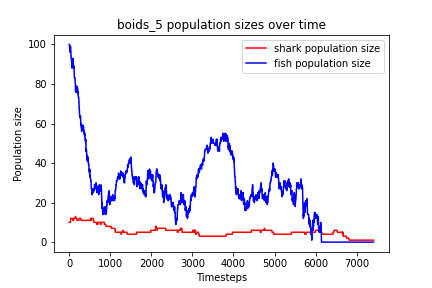 boids_5 population sizes over time
shark population size
fish population size
Population size
100
80
60
40
20
0
0
1000
2000
3000
4000
5000
6000
7000
Timesteps